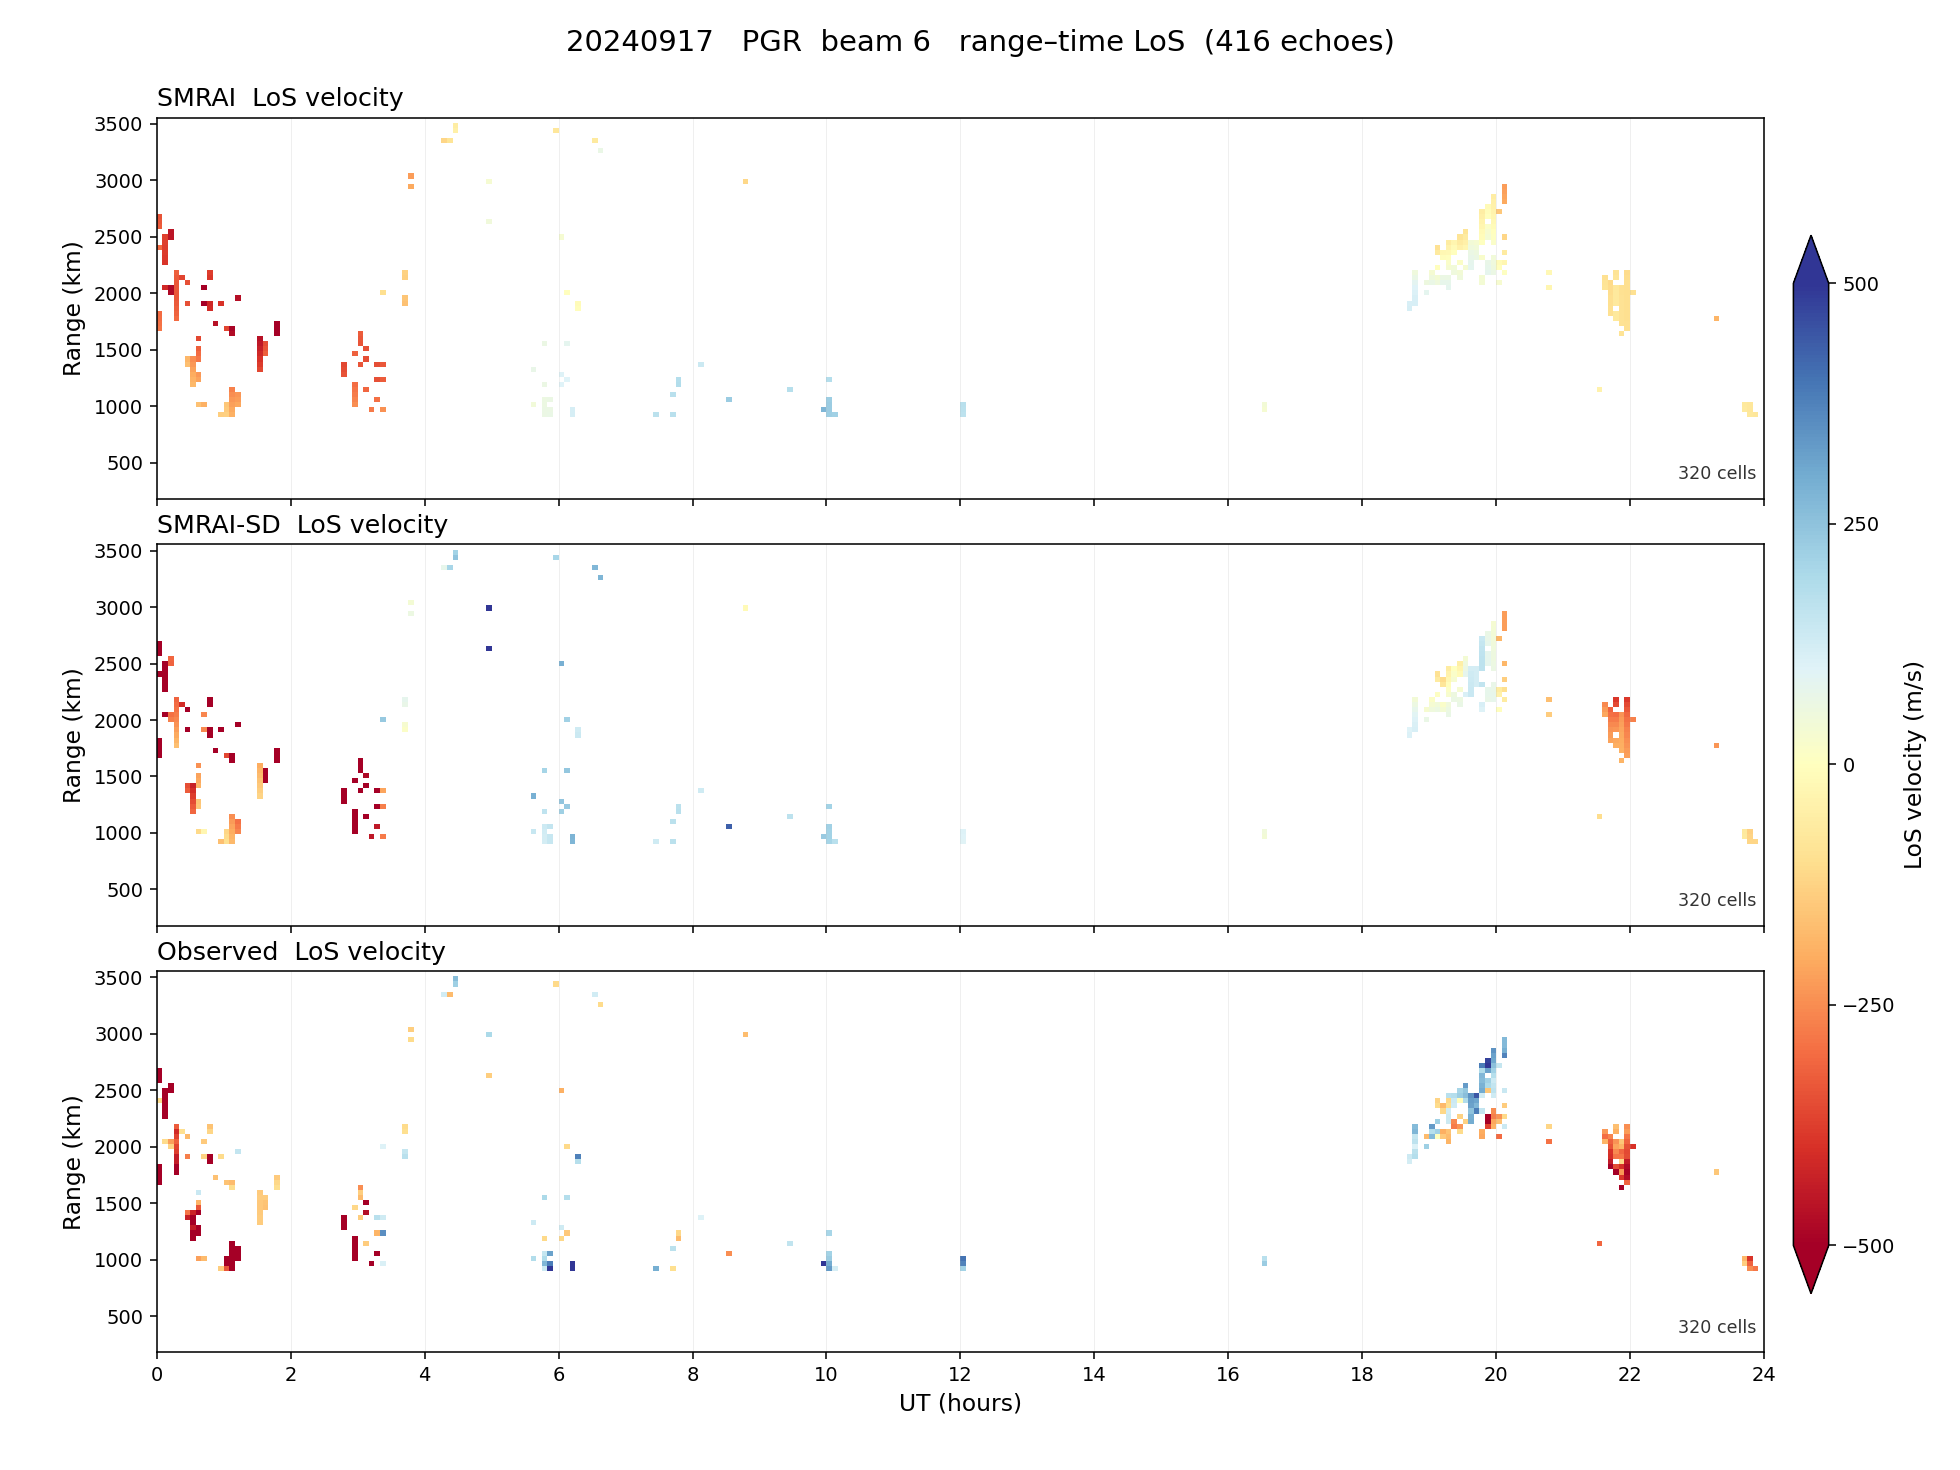 20240917   PGR  beam 6   range–time LoS  (416 echoes)
SMRAI  LoS velocity
3500
3000
2500
2000
1500
1000
500
Range (km)
320 cells
SMRAI-SD  LoS velocity
3500
3000
2500
2000
1500
1000
500
Range (km)
320 cells
Observed  LoS velocity
3500
3000
2500
2000
1500
1000
500
Range (km)
320 cells
0 2 4 6 8 10 12 14 16 18 20 22 24
UT (hours)
500
250
0
−250
−500
LoS velocity (m/s)